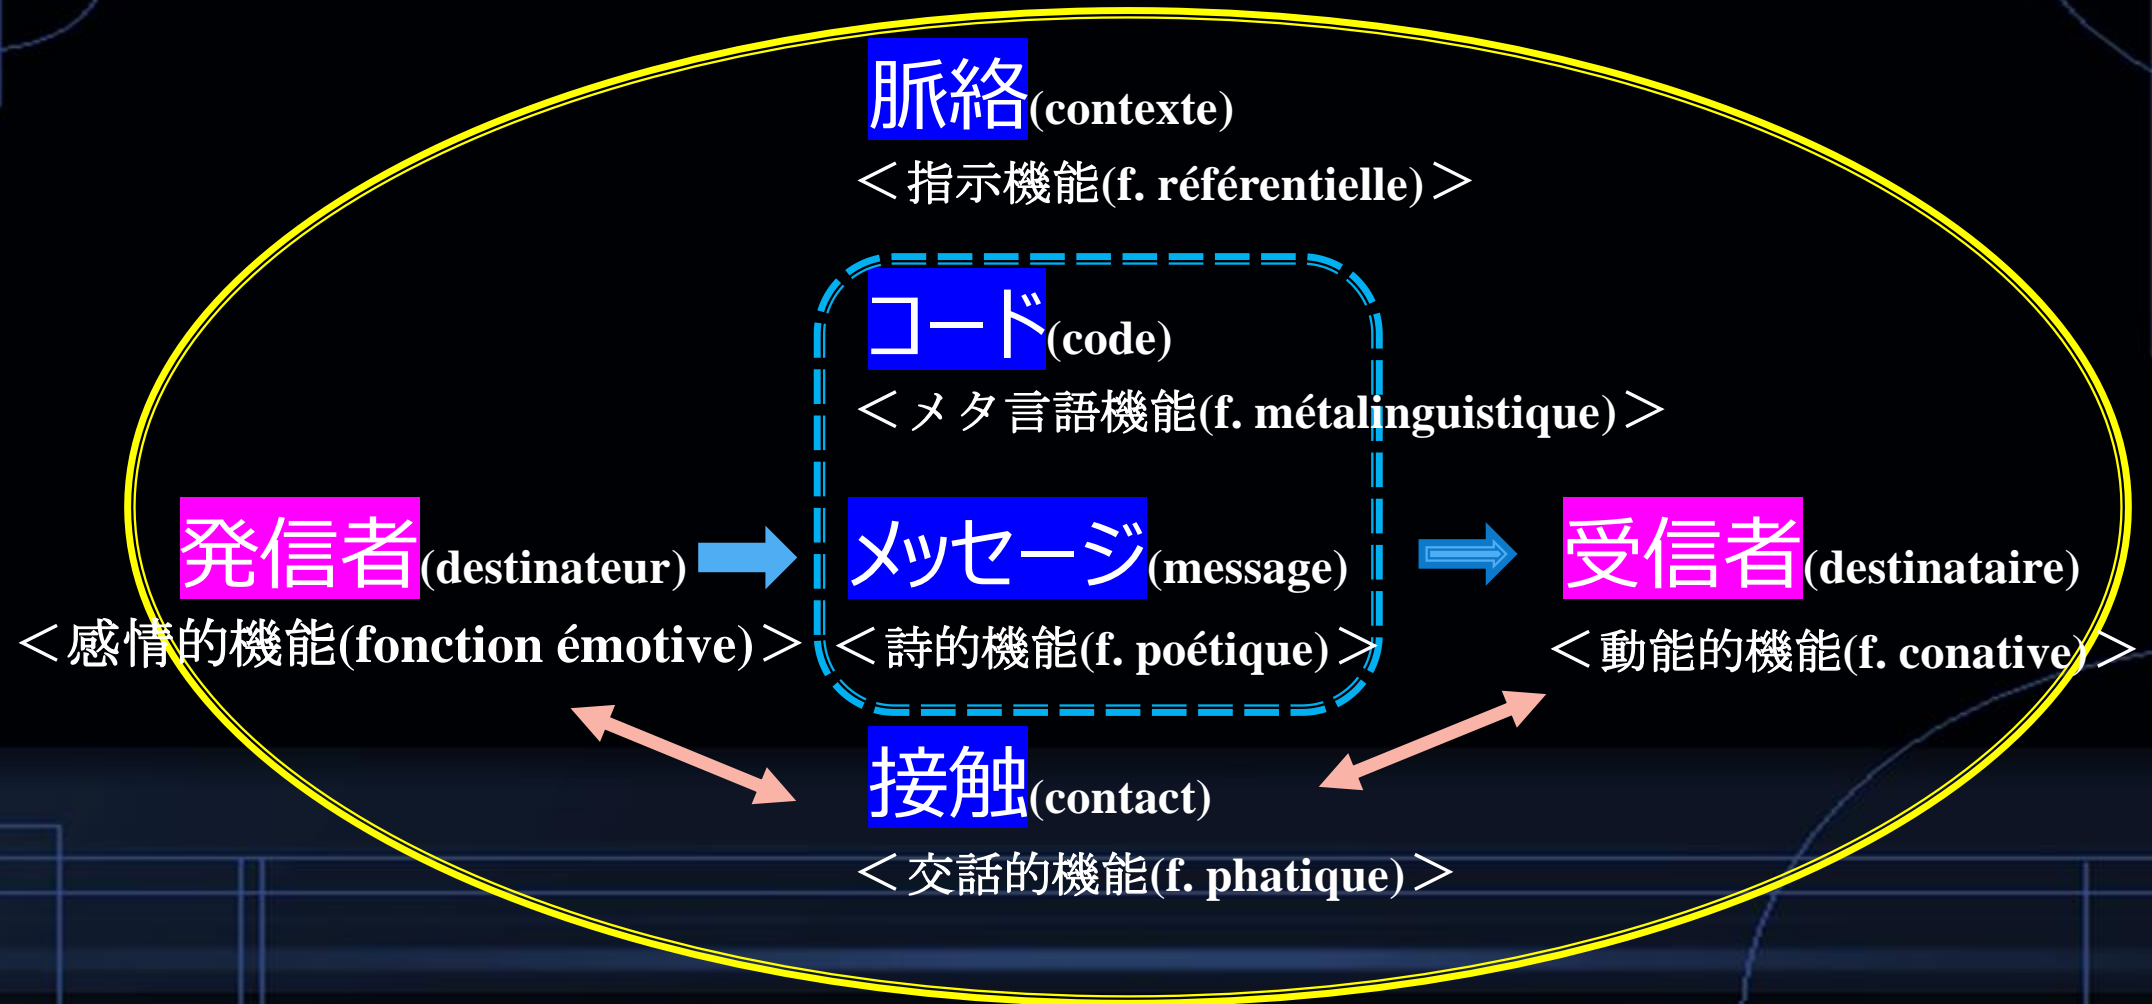 脈絡(contexte)
＜指示機能(f. référentielle)＞
コード(code)
＜メタ言語機能(f. métalinguistique)＞
発信者(destinateur) メッセージ(message) 受信者(destinataire)
＜感情的機能(fonction émotive)＞ ＜詩的機能(f. poétique)＞ ＜動能的機能(f. conative)＞
接触(contact)
＜交話的機能(f. phatique)＞